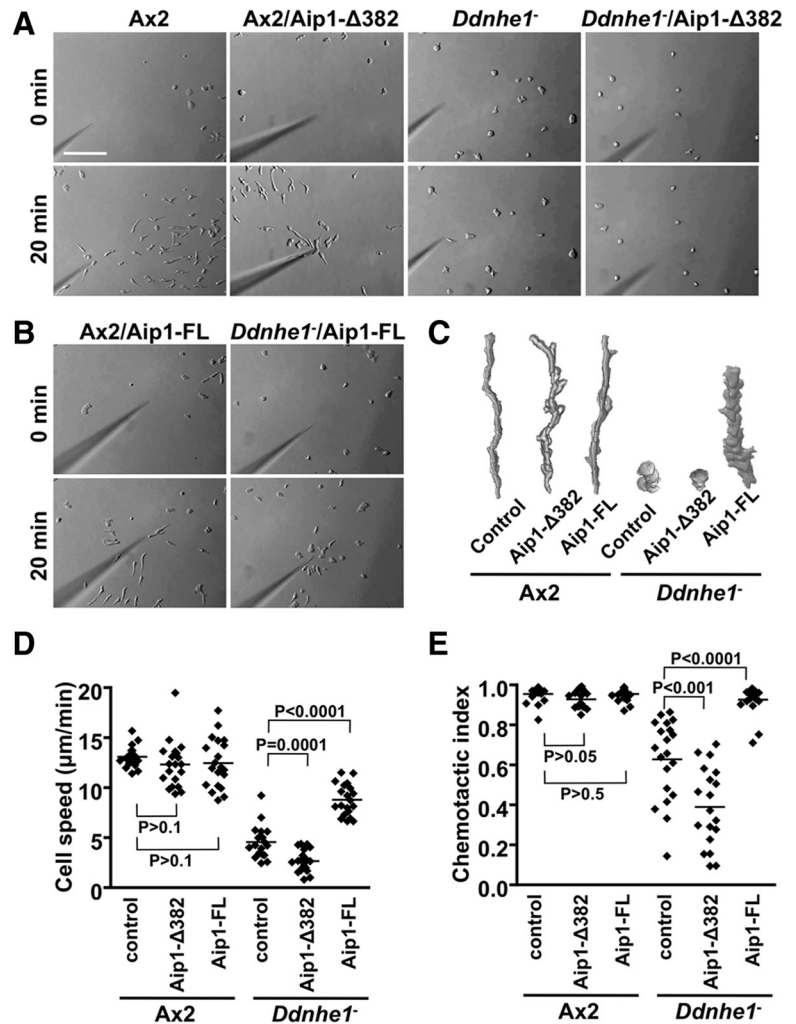 A
Ax2 Ax2/Aip1-Δ382 Ddnhe1- Ddnhe1-/Aip1-Δ382
0 min
20 min
B
Ax2/Aip1-FL Ddnhe1-/Aip1-FL
0 min
20 min
C
Control Aip1-Δ382 Aip1-FL Control Aip1-Δ382 Aip1-FL
Ax2 Ddnhe1-
D
Cell speed (µm/min)
20
15
10
5
0
P<0.0001
P=0.0001
P>0.1
P>0.1
control Aip1-Δ382 Aip1-FL control Aip1-Δ382 Aip1-FL
Ax2 Ddnhe1-
E
Chemotactic index
1.0
0.8
0.6
0.4
0.2
0.0
P<0.0001
P<0.001
P>0.05
P>0.5
control Aip1-Δ382 Aip1-FL control Aip1-Δ382 Aip1-FL
Ax2 Ddnhe1-